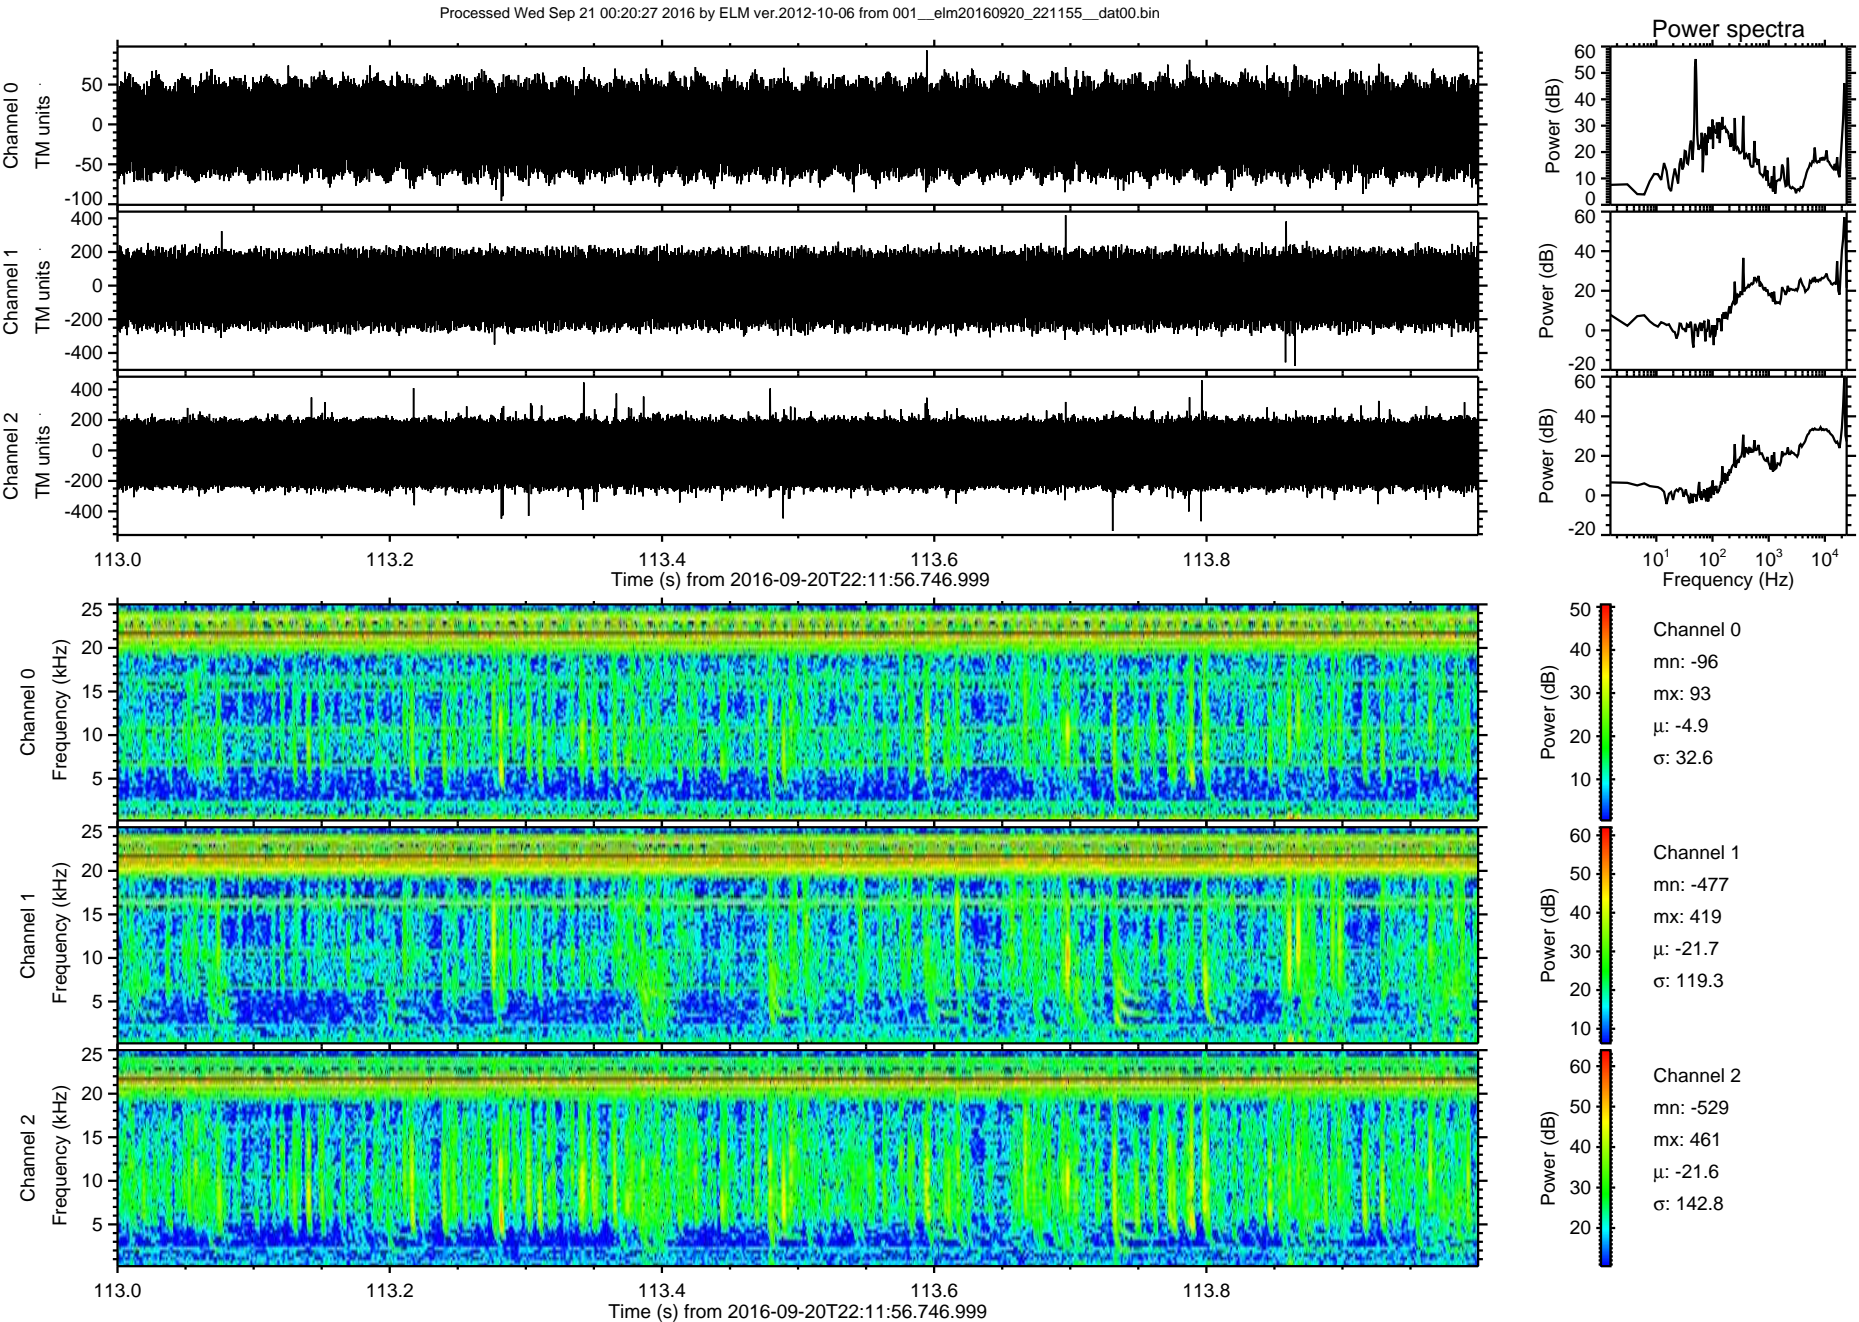 Processed Wed Sep 21 00:20:27 2016 by ELM ver.2012-10-06 from 001__elm20160920_221155__dat00.bin
Power spectra
Channel 0
TM units
50
0
-50
-100
Power (dB)
60
50
40
30
20
10
0
Channel 1
TM units
400
200
0
-200
-400
Power (dB)
60
40
20
0
-20
Channel 2
TM units
400
200
0
-200
-400
Power (dB)
60
40
20
0
-20
113.0 113.2 113.4 113.6 113.8
Time (s) from 2016-09-20T22:11:56.746.999
10¹ 10² 10³ 10⁴
Frequency (Hz)
Channel 0
Frequency (kHz)
25
20
15
10
5
Power (dB)
50
40
30
20
10
Channel 0
mn: -96
mx: 93
μ: -4.9
σ: 32.6
Channel 1
Frequency (kHz)
25
20
15
10
5
Power (dB)
60
50
40
30
20
10
Channel 1
mn: -477
mx: 419
μ: -21.7
σ: 119.3
Channel 2
Frequency (kHz)
25
20
15
10
5
Power (dB)
60
50
40
30
20
Channel 2
mn: -529
mx: 461
μ: -21.6
σ: 142.8
113.0 113.2 113.4 113.6 113.8
Time (s) from 2016-09-20T22:11:56.746.999